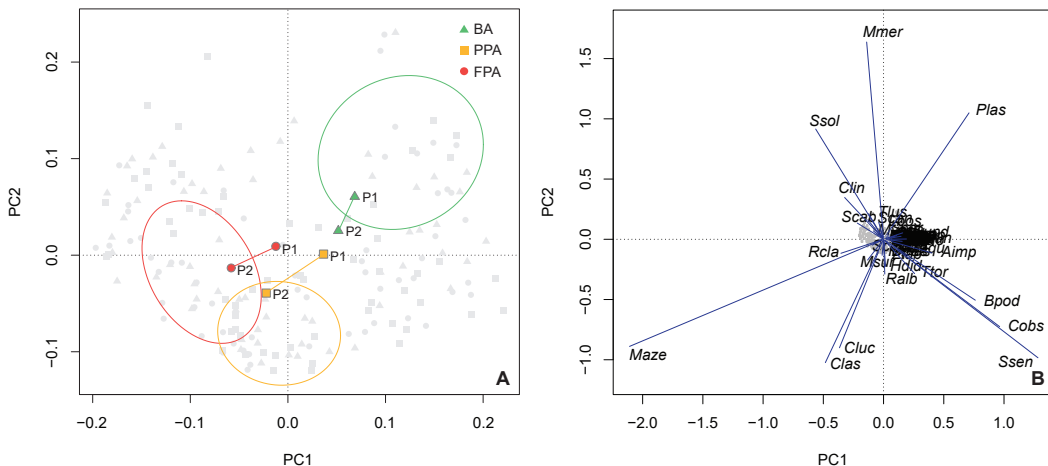 BA
PPA
FPA
P1
P2
P1
P2
P1
P2
A
PC2
0.2
0.1
0.0
−0.1
−0.2
−0.1
0.0
0.1
0.2
PC1
Mmer
Plas
Ssol
Clin
Scab
Tlus
Rcla
Aimp
Msur
Hdid
Ttor
Ralb
Bpod
Cobs
Ssen
Maze
Cluc
Clas
B
PC2
1.5
1.0
0.5
0.0
−0.5
−1.0
−2.0
−1.5
−1.0
−0.5
0.0
0.5
1.0
PC1